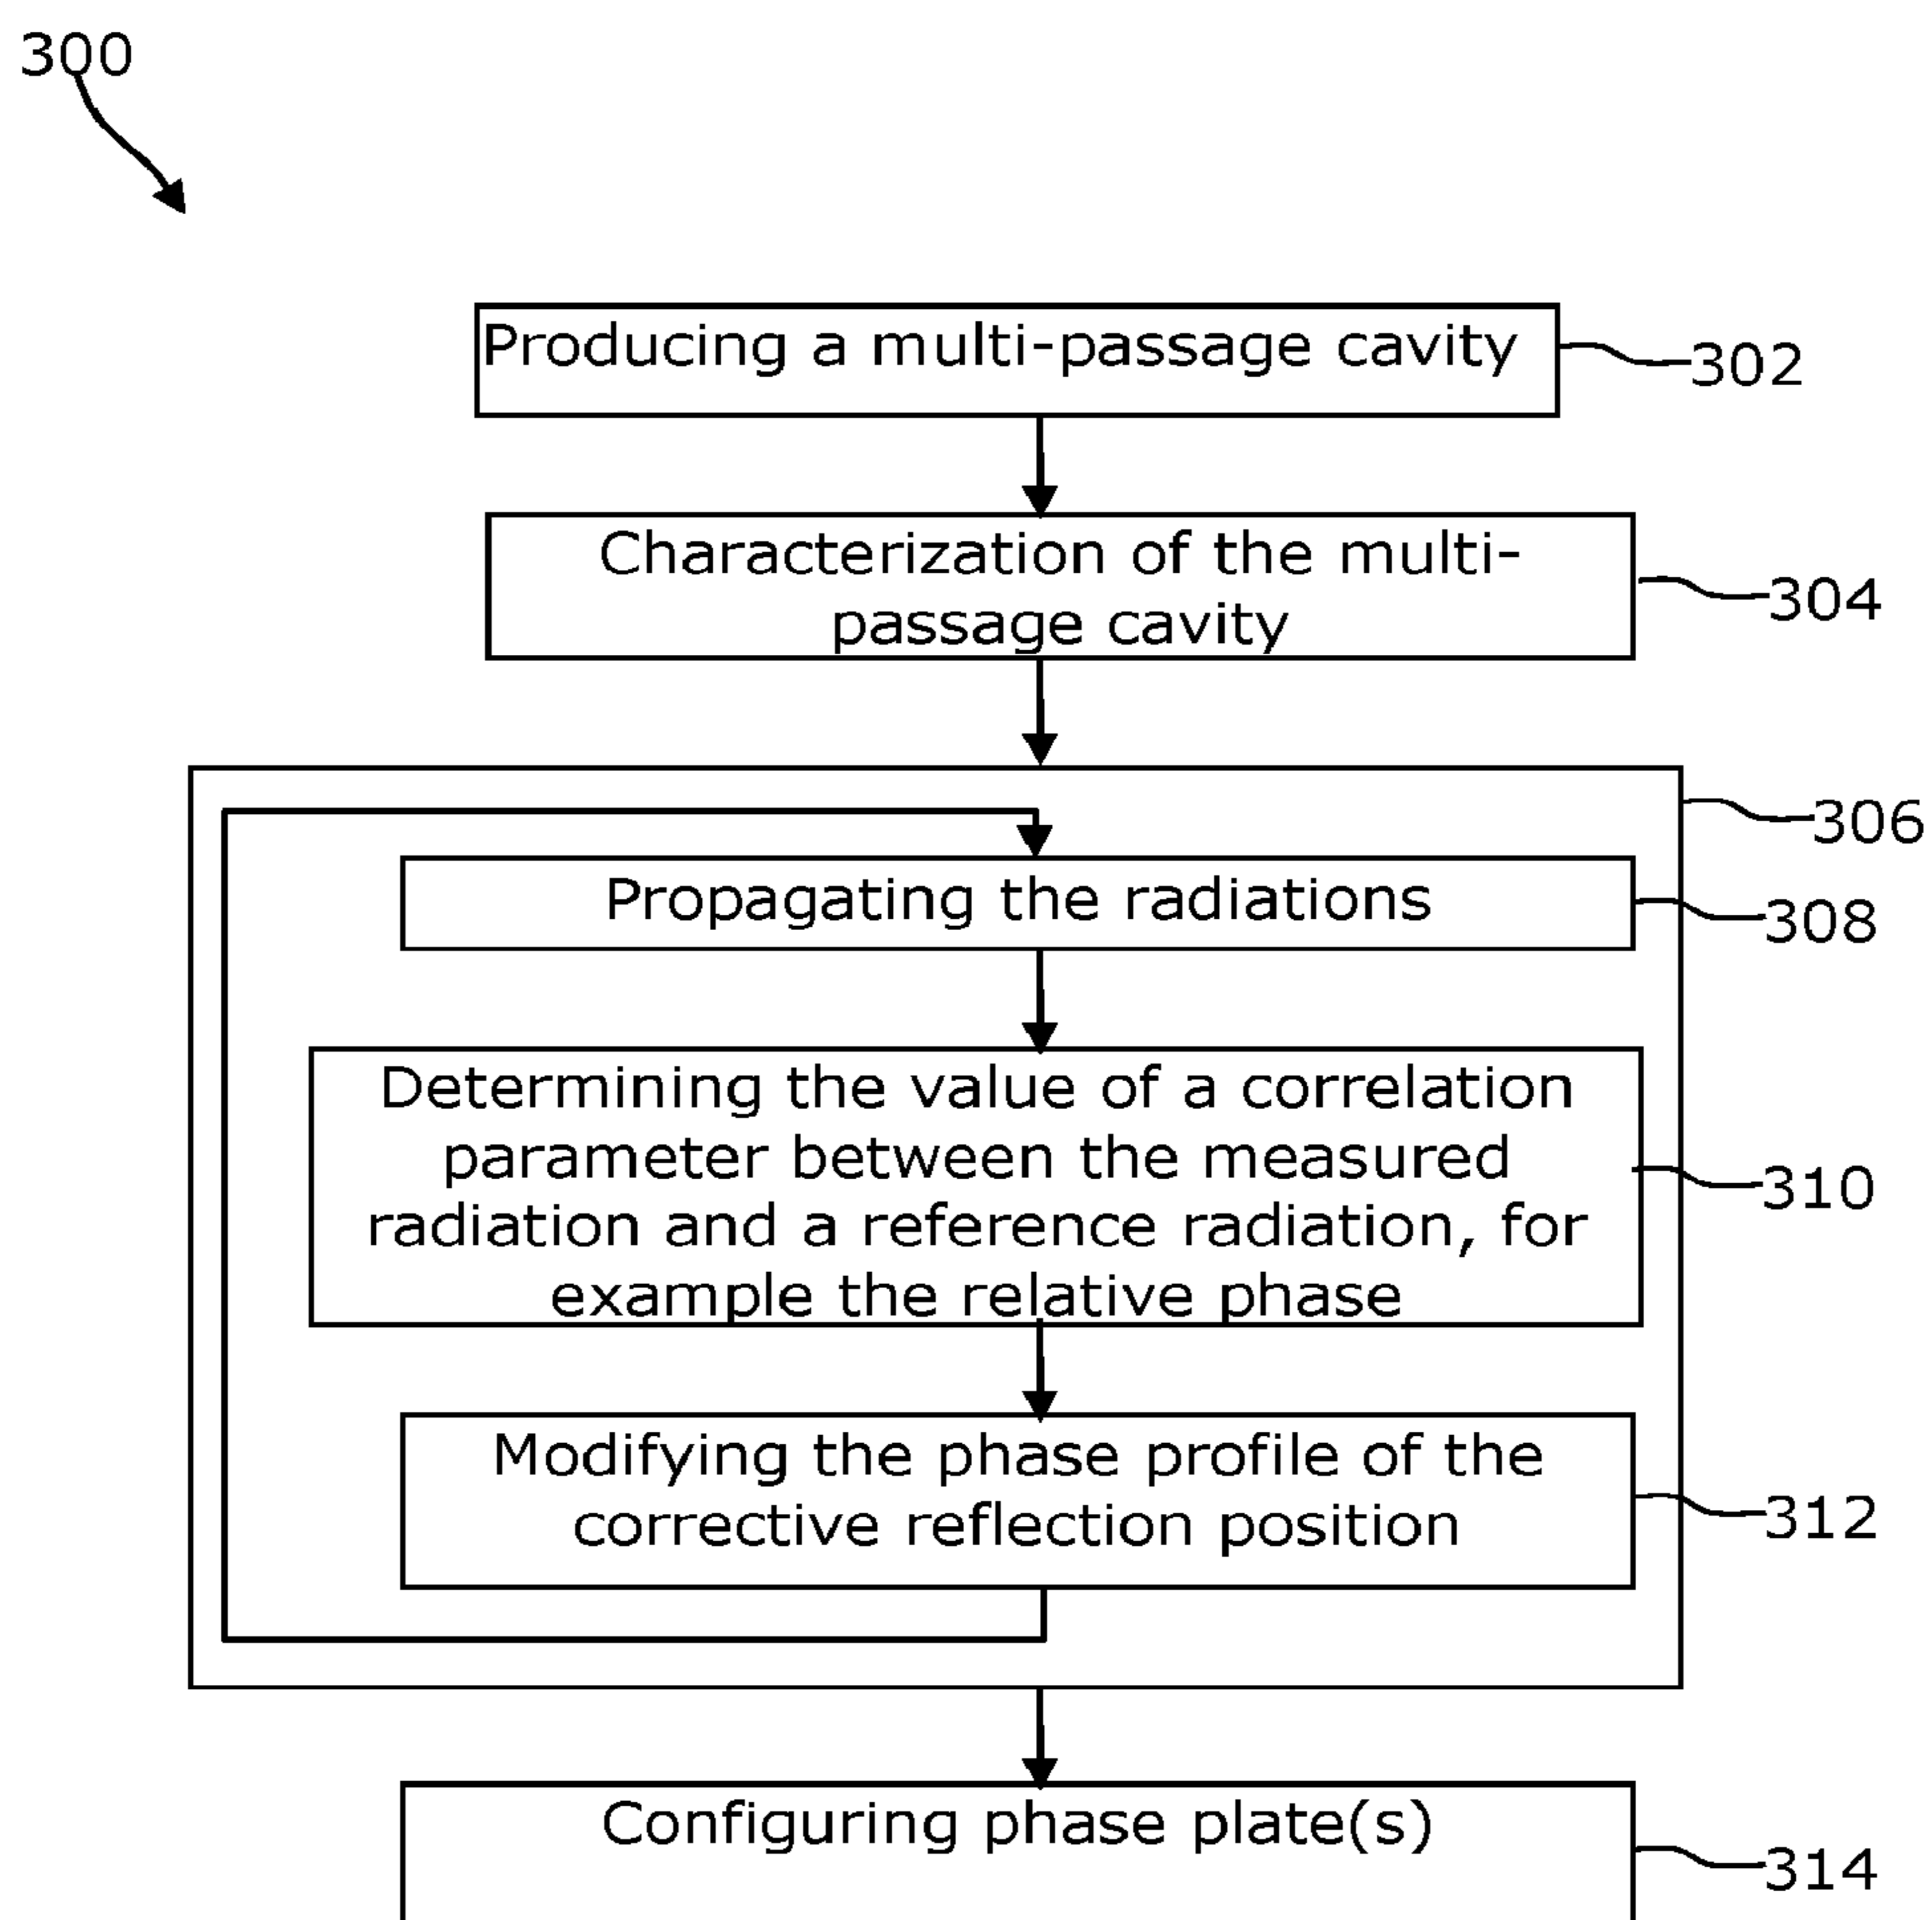 300
Producing a multi-passage cavity
302
Characterization of the multi-
passage cavity
304
306
Propagating the radiations
308
Determining the value of a correlation
parameter between the measured
radiation and a reference radiation, for
example the relative phase
310
Modifying the phase profile of the
corrective reflection position
312
Configuring phase plate(s)
314